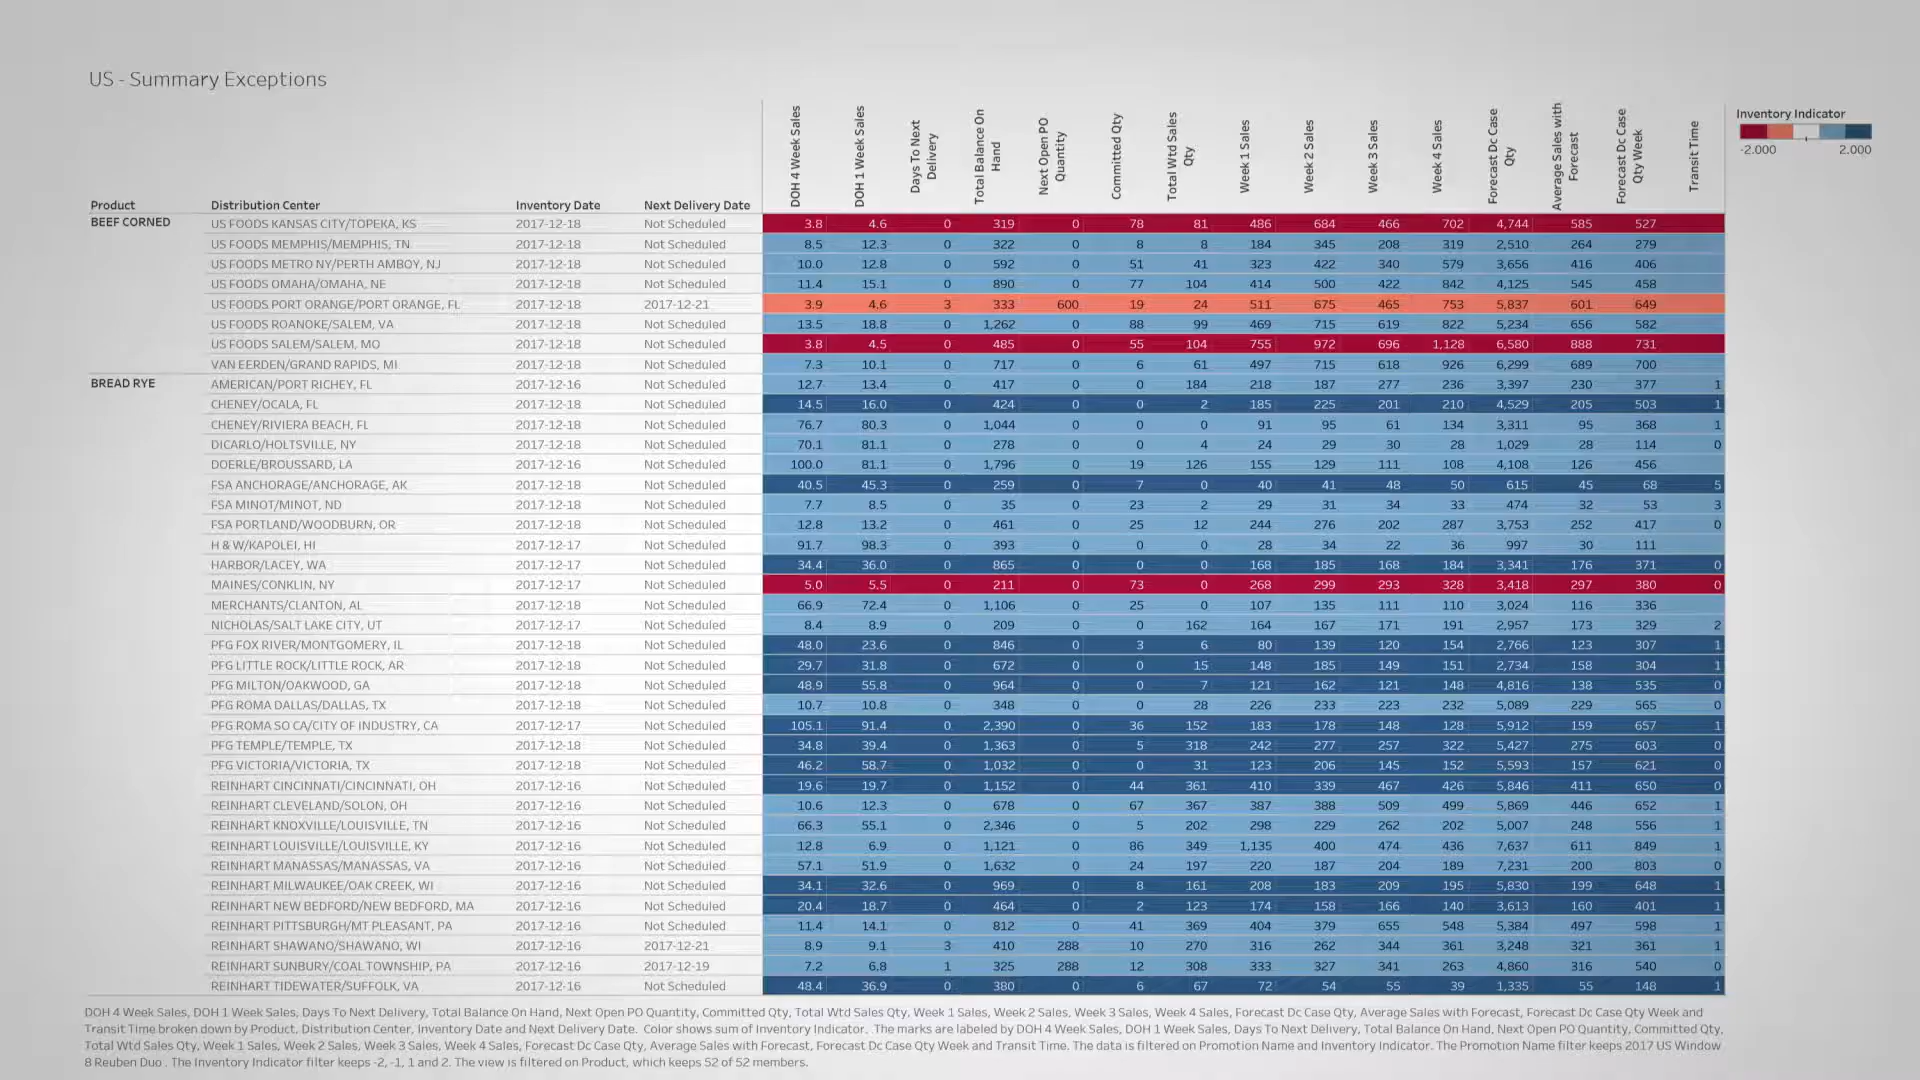 US - Summary Exceptions
Product Distribution Center Inventory Date Next Delivery Date DOH 4 Week Sales DOH 1 Week Sales Days To Next Delivery Total Balance On Hand Next Open PO Quantity Committed Qty Total Wtd Sales Qty Week 1 Sales Week 2 Sales Week 3 Sales Week 4 Sales Forecast Dc Case Qty Average Sales with Forecast Forecast Dc Case Qty Week Transit Time
Inventory Indicator
-2.000 2.000
BEEF CORNED US FOODS KANSAS CITY/TOPEKA, KS 2017-12-18 Not Scheduled 3.8 4.6 0 319 0 78 81 486 684 466 702 4,744 585 527
US FOODS MEMPHIS/MEMPHIS, TN 2017-12-18 Not Scheduled 8.5 12.3 0 322 0 8 8 184 345 208 319 2,510 264 279
US FOODS METRO NY/PERTH AMBOY, NJ 2017-12-18 Not Scheduled 10.0 12.8 0 592 0 51 41 323 422 340 579 3,656 416 406
US FOODS OMAHA/OMAHA, NE 2017-12-18 Not Scheduled 11.4 15.1 0 890 0 77 104 414 500 422 842 4,125 545 458
US FOODS PORT ORANGE/PORT ORANGE, FL 2017-12-18 2017-12-21 3.9 4.6 3 333 600 19 24 511 675 465 753 5,837 601 649
US FOODS ROANOKE/SALEM, VA 2017-12-18 Not Scheduled 13.5 18.8 0 1,262 0 88 99 469 715 619 822 5,234 656 582
US FOODS SALEM/SALEM, MO 2017-12-18 Not Scheduled 3.8 4.5 0 485 0 55 104 755 972 696 1,128 6,580 888 731
VAN EERDEN/GRAND RAPIDS, MI 2017-12-18 Not Scheduled 7.3 10.1 0 717 0 6 61 497 715 618 926 6,299 689 700
BREAD RYE AMERICAN/PORT RICHEY, FL 2017-12-16 Not Scheduled 12.7 13.4 0 417 0 0 184 218 187 277 236 3,397 230 377 1
CHENEY/OCALA, FL 2017-12-18 Not Scheduled 14.5 16.0 0 424 0 0 2 185 225 201 210 4,529 205 503 1
CHENEY/RIVIERA BEACH, FL 2017-12-18 Not Scheduled 76.7 80.3 0 1,044 0 0 0 91 95 61 134 3,311 95 368 1
DICARLO/HOLTSVILLE, NY 2017-12-18 Not Scheduled 70.1 81.1 0 278 0 0 4 24 29 30 28 1,029 28 114 0
DOERLE/BROUSSARD, LA 2017-12-16 Not Scheduled 100.0 81.1 0 1,796 0 19 126 155 129 111 108 4,108 126 456
FSA ANCHORAGE/ANCHORAGE, AK 2017-12-18 Not Scheduled 40.5 45.3 0 259 0 7 0 40 41 48 50 615 45 68 5
FSA MINOT/MINOT, ND 2017-12-18 Not Scheduled 7.7 8.5 0 35 0 23 2 29 31 34 33 474 32 53 3
FSA PORTLAND/WOODBURN, OR 2017-12-18 Not Scheduled 12.8 13.2 0 461 0 25 12 244 276 202 287 3,753 252 417 0
H & W/KAPOLEI, HI 2017-12-17 Not Scheduled 91.7 98.3 0 393 0 0 0 28 34 22 36 997 30 111
HARBOR/LACEY, WA 2017-12-17 Not Scheduled 34.4 36.0 0 865 0 0 0 168 185 168 184 3,341 176 371 0
MAINES/CONKLIN, NY 2017-12-17 Not Scheduled 5.0 5.5 0 211 0 73 0 268 299 293 328 3,418 297 380 0
MERCHANTS/CLANTON, AL 2017-12-18 Not Scheduled 66.9 72.4 0 1,106 0 25 0 107 135 111 110 3,024 116 336
NICHOLAS/SALT LAKE CITY, UT 2017-12-17 Not Scheduled 8.4 8.9 0 209 0 0 162 164 167 171 191 2,957 173 329 2
PFG FOX RIVER/MONTGOMERY, IL 2017-12-18 Not Scheduled 48.0 23.6 0 846 0 3 6 80 139 120 154 2,766 123 307 1
PFG LITTLE ROCK/LITTLE ROCK, AR 2017-12-18 Not Scheduled 29.7 31.8 0 672 0 0 15 148 185 149 151 2,734 158 304 1
PFG MILTON/OAKWOOD, GA 2017-12-18 Not Scheduled 48.9 55.8 0 964 0 0 7 121 162 121 148 4,816 138 535 0
PFG ROMA DALLAS/DALLAS, TX 2017-12-18 Not Scheduled 10.7 10.8 0 348 0 0 28 226 233 223 232 5,089 229 565 0
PFG ROMA SO CA/CITY OF INDUSTRY, CA 2017-12-17 Not Scheduled 105.1 91.4 0 2,390 0 36 152 183 178 148 128 5,912 159 657 1
PFG TEMPLE/TEMPLE, TX 2017-12-18 Not Scheduled 34.8 39.4 0 1,363 0 5 318 242 277 257 322 5,427 275 603 0
PFG VICTORIA/VICTORIA, TX 2017-12-18 Not Scheduled 46.2 58.7 0 1,032 0 0 31 123 206 145 152 5,593 157 621 0
REINHART CINCINNATI/CINCINNATI, OH 2017-12-16 Not Scheduled 19.6 19.7 0 1,152 0 44 361 410 339 467 426 5,846 411 650 0
REINHART CLEVELAND/SOLON, OH 2017-12-16 Not Scheduled 10.6 12.3 0 678 0 67 367 387 388 509 499 5,869 446 652 1
REINHART KNOXVILLE/LOUISVILLE, TN 2017-12-16 Not Scheduled 66.3 55.1 0 2,346 0 5 202 298 229 262 202 5,007 248 556 1
REINHART LOUISVILLE/LOUISVILLE, KY 2017-12-16 Not Scheduled 12.8 6.9 0 1,121 0 86 349 1,135 400 474 436 7,637 611 849 1
REINHART MANASSAS/MANASSAS, VA 2017-12-16 Not Scheduled 57.1 51.9 0 1,632 0 24 197 220 187 204 189 7,231 200 803 0
REINHART MILWAUKEE/OAK CREEK, WI 2017-12-16 Not Scheduled 34.1 32.6 0 969 0 8 161 208 183 209 195 5,830 199 648 1
REINHART NEW BEDFORD/NEW BEDFORD, MA 2017-12-16 Not Scheduled 20.4 18.7 0 464 0 2 123 174 158 166 140 3,613 160 401 1
REINHART PITTSBURGH/MT PLEASANT, PA 2017-12-16 Not Scheduled 11.4 14.1 0 812 0 41 369 404 379 655 548 5,384 497 598 1
REINHART SHAWANO/SHAWANO, WI 2017-12-16 2017-12-21 8.9 9.1 3 410 288 10 270 316 262 344 361 3,248 321 361 1
REINHART SUNBURY/COAL TOWNSHIP, PA 2017-12-16 2017-12-19 7.2 6.8 1 325 288 12 308 333 327 341 263 4,860 316 540 0
REINHART TIDEWATER/SUFFOLK, VA 2017-12-16 Not Scheduled 48.4 36.9 0 380 0 6 67 72 54 55 39 1,335 55 148 1
DOH 4 Week Sales, DOH 1 Week Sales, Days To Next Delivery, Total Balance On Hand, Next Open PO Quantity, Committed Qty, Total Wtd Sales Qty, Week 1 Sales, Week 2 Sales, Week 3 Sales, Week 4 Sales, Forecast Dc Case Qty, Average Sales with Forecast, Forecast Dc Case Qty Week and
Transit Time broken down by Product, Distribution Center, Inventory Date and Next Delivery Date. Color shows sum of Inventory Indicator. The marks are labeled by DOH 4 Week Sales, DOH 1 Week Sales, Days To Next Delivery, Total Balance On Hand, Next Open PO Quantity, Committed Qty,
Total Wtd Sales Qty, Week 1 Sales, Week 2 Sales, Week 3 Sales, Week 4 Sales, Forecast Dc Case Qty, Average Sales with Forecast, Forecast Dc Case Qty Week and Transit Time. The data is filtered on Promotion Name and Inventory Indicator. The Promotion Name filter keeps 2017 US Window
8 Reuben Duo . The Inventory Indicator filter keeps -2, -1, 1 and 2. The view is filtered on Product, which keeps 52 of 52 members.